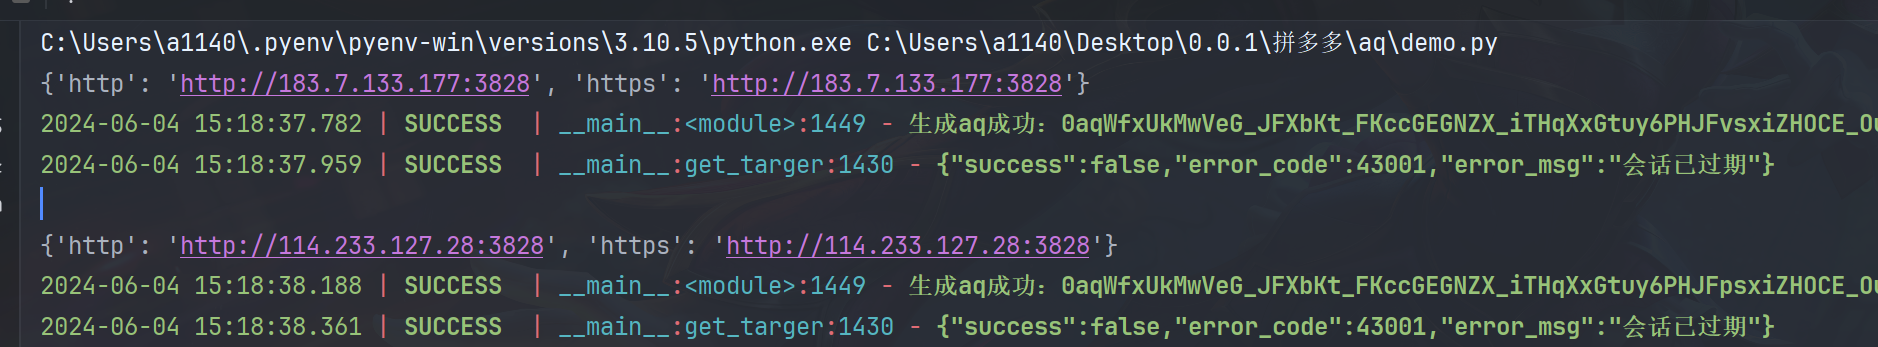 C:\Users\a1140\.pyenv\pyenv-win\versions\3.10.5\python.exe C:\Users\a1140\Desktop\0.0.1\拼多多\aq\demo.py
{'http': 'http://183.7.133.177:3828', 'https': 'http://183.7.133.177:3828'}
2024-06-04 15:18:37.782 | SUCCESS  | __main__:<module>:1449 - 生成aq成功：0aqWfxUkMwVeG_JFXbKt_FKccGEGNZX_iTHqXxGtuy6PHJFvsxiZHOCE_Ou
2024-06-04 15:18:37.959 | SUCCESS  | __main__:get_targer:1430 - {"success":false,"error_code":43001,"error_msg":"会话已过期"}
{'http': 'http://114.233.127.28:3828', 'https': 'http://114.233.127.28:3828'}
2024-06-04 15:18:38.188 | SUCCESS  | __main__:<module>:1449 - 生成aq成功：0aqWfxUkMwVeG_JFXbKt_FKccGEGNZX_iTHqXxGtuy6PHJFpsxiZHOCE_Ou
2024-06-04 15:18:38.361 | SUCCESS  | __main__:get_targer:1430 - {"success":false,"error_code":43001,"error_msg":"会话已过期"}